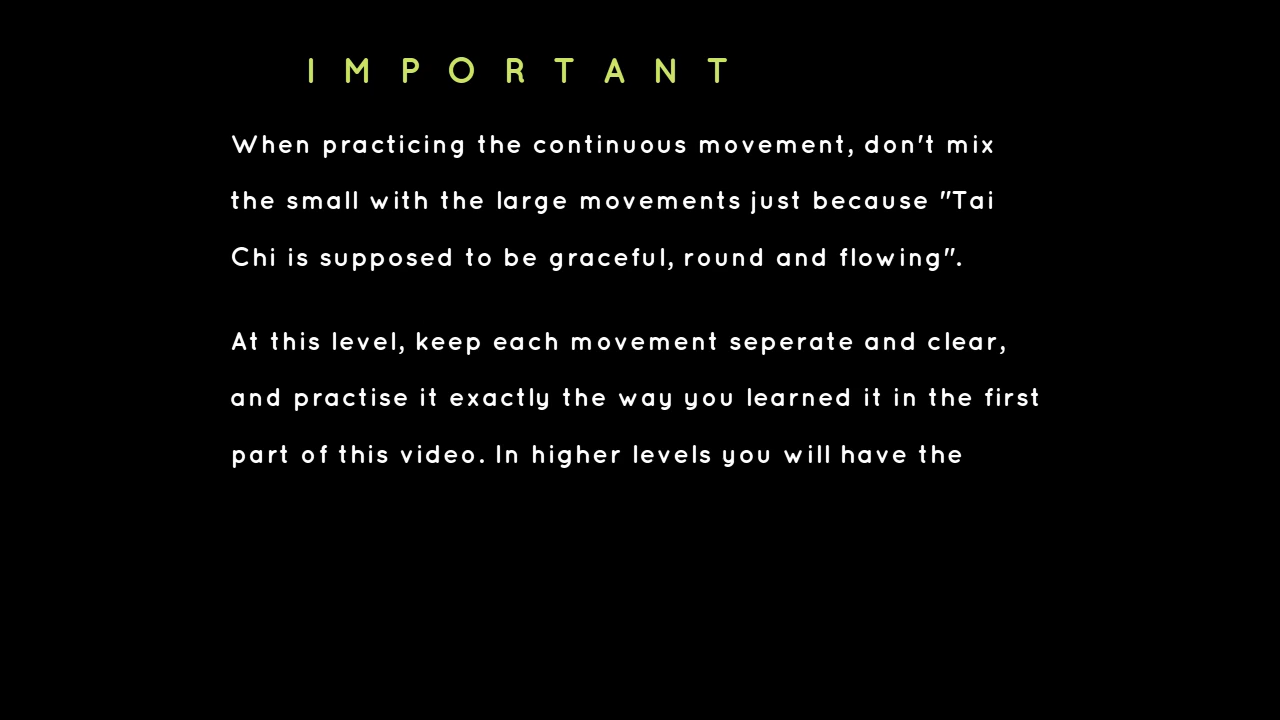 IMPORTANT
When practicing the continuous movement, don't mix
the small with the large movements just because "Tai
Chi is supposed to be graceful, round and flowing".
At this level, keep each movement seperate and clear,
and practise it exactly the way you learned it in the first
part of this video. In higher levels you will have the